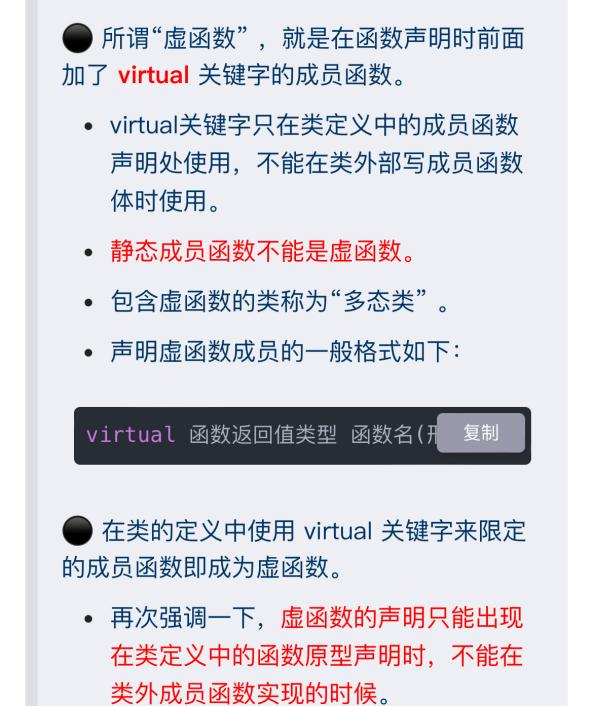 所谓“虚函数”，就是在函数声明时前面
加了 virtual 关键字的成员函数。
virtual关键字只在类定义中的成员函数
声明处使用，不能在类外部写成员函数
体时使用。
静态成员函数不能是虚函数。
包含虚函数的类称为“多态类”。
声明虚函数成员的一般格式如下：
virtual 函数返回值类型 函数名(
复制
在类的定义中使用 virtual 关键字来限定
的成员函数即成为虚函数。
再次强调一下，虚函数的声明只能出现
在类定义中的函数原型声明时，不能在
类外成员函数实现的时候。